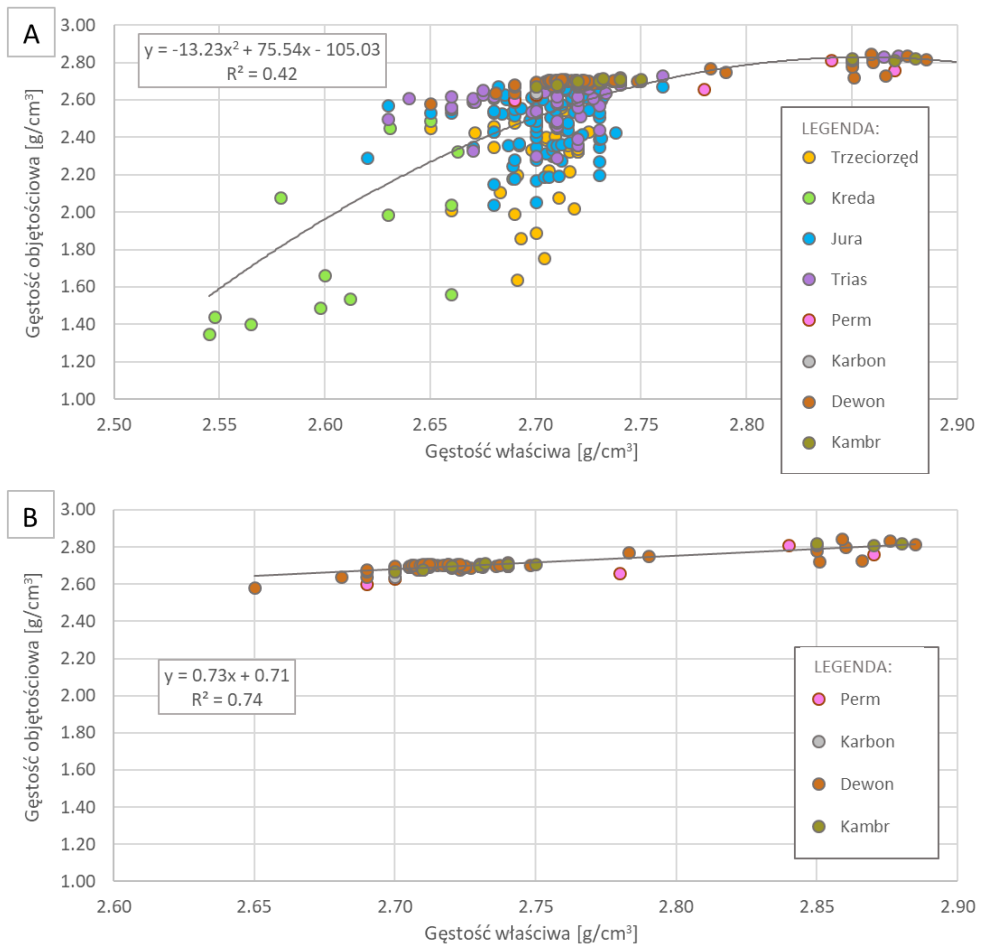 A
y = -13.23x² + 75.54x - 105.03
R² = 0.42
Gęstość objętościowa [g/cm³]
3.00
2.80
2.60
2.40
2.20
2.00
1.80
1.60
1.40
1.20
1.00
2.50
2.55
2.60
2.65
2.70
2.75
2.80
2.85
2.90
Gęstość właściwa [g/cm³]
LEGENDA:
Trzeciorzęd
Kreda
Jura
Trias
Perm
Karbon
Dewon
Kambr
B
y = 0.73x + 0.71
R² = 0.74
Gęstość objętościowa [g/cm³]
3.00
2.80
2.60
2.40
2.20
2.00
1.80
1.60
1.40
1.20
1.00
2.60
2.65
2.70
2.75
2.80
2.85
2.90
Gęstość właściwa [g/cm³]
LEGENDA:
Perm
Karbon
Dewon
Kambr